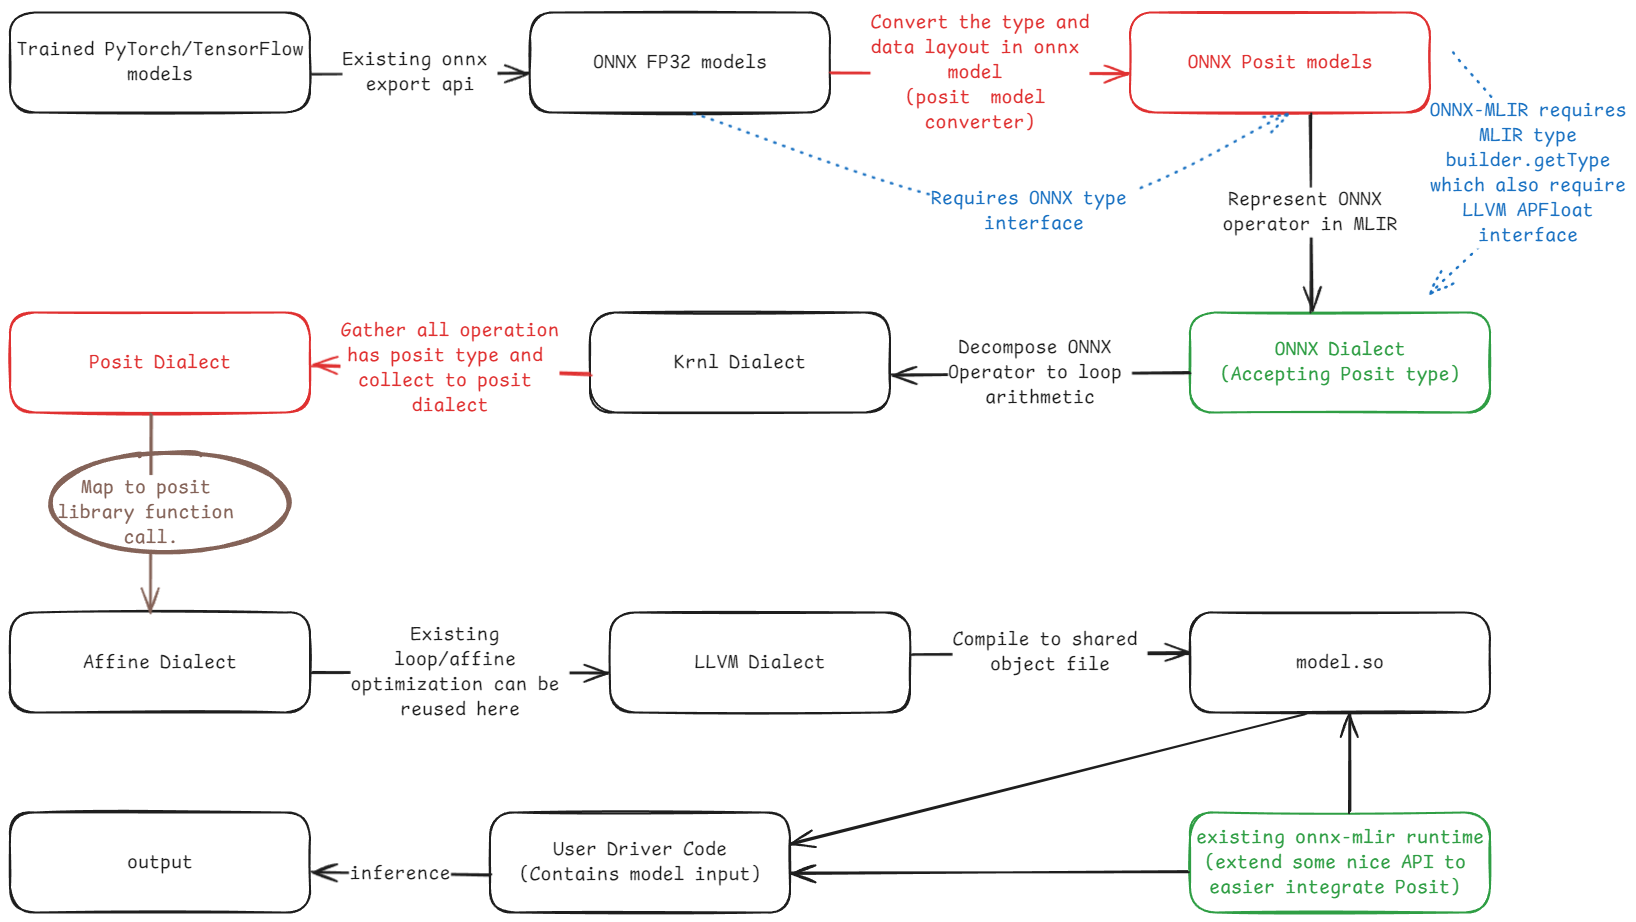 Trained PyTorch/TensorFlow
models
Existing onnx
export api
ONNX FP32 models
Convert the type and
data layout in onnx
model
(posit model
converter)
ONNX Posit models
ONNX-MLIR requires
MLIR type
builder.getType
which also require
LLVM APFloat
interface
Requires ONNX type
interface
Represent ONNX
operator in MLIR
Posit Dialect
Gather all operation
has posit type and
collect to posit
dialect
Krnl Dialect
Decompose ONNX
Operator to loop
arithmetic
ONNX Dialect
(Accepting Posit type)
Map to posit
library function
call.
Affine Dialect
Existing
loop/affine
optimization can be
reused here
LLVM Dialect
Compile to shared
object file
model.so
output
inference
User Driver Code
(Contains model input)
existing onnx-mlir runtime
(extend some nice API to
easier integrate Posit)